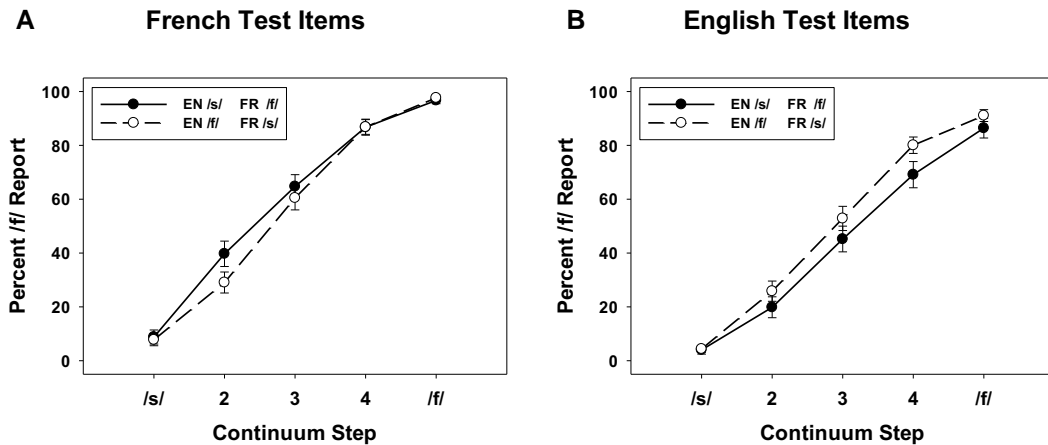 A French Test Items
Percent /f/ Report
100
80
60
40
20
0
EN /s/ FR /f/
EN /f/ FR /s/
/s/ 2 3 4 /f/
Continuum Step
B English Test Items
Percent /f/ Report
100
80
60
40
20
0
EN /s/ FR /f/
EN /f/ FR /s/
/s/ 2 3 4 /f/
Continuum Step